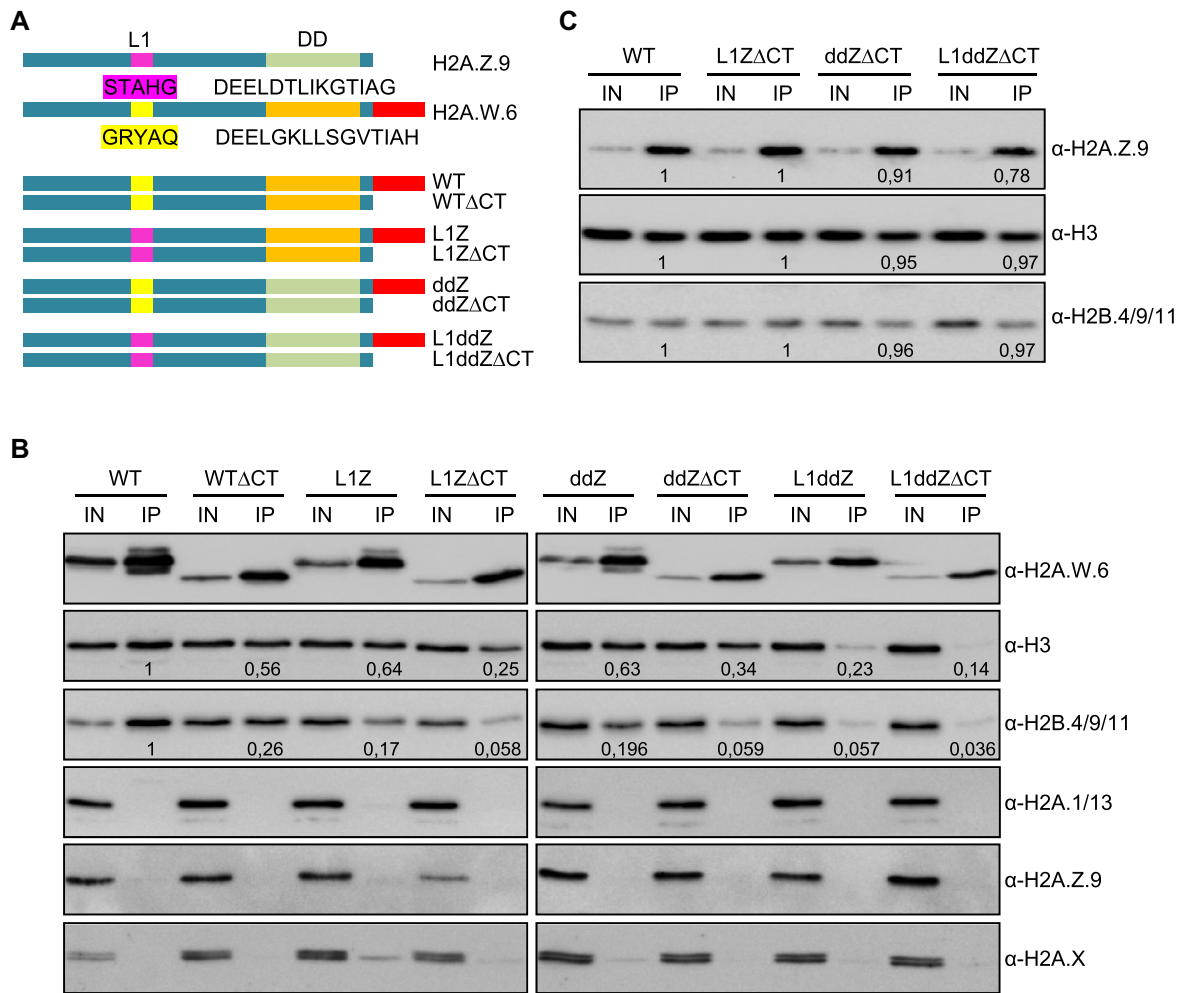 A
L1 DD
H2A.Z.9
STAHG DEELDTLIKGTIAG
H2A.W.6
GRYAQ DEELGKLLSGVTIAH
WT
WTΔCT
L1Z
L1ZΔCT
ddZ
ddZΔCT
L1ddZ
L1ddZΔCT
C
WT L1ZΔCT ddZΔCT L1ddZΔCT
IN IP IN IP IN IP IN IP
α-H2A.Z.9
1 1 0,91 0,78
α-H3
1 1 0,95 0,97
α-H2B.4/9/11
1 1 0,96 0,97
B
WT WTΔCT L1Z L1ZΔCT ddZ ddZΔCT L1ddZ L1ddZΔCT
IN IP IN IP IN IP IN IP IN IP IN IP IN IP IN IP
α-H2A.W.6
α-H3
1 0,56 0,64 0,25 0,63 0,34 0,23 0,14
α-H2B.4/9/11
1 0,26 0,17 0,058 0,196 0,059 0,057 0,036
α-H2A.1/13
α-H2A.Z.9
α-H2A.X